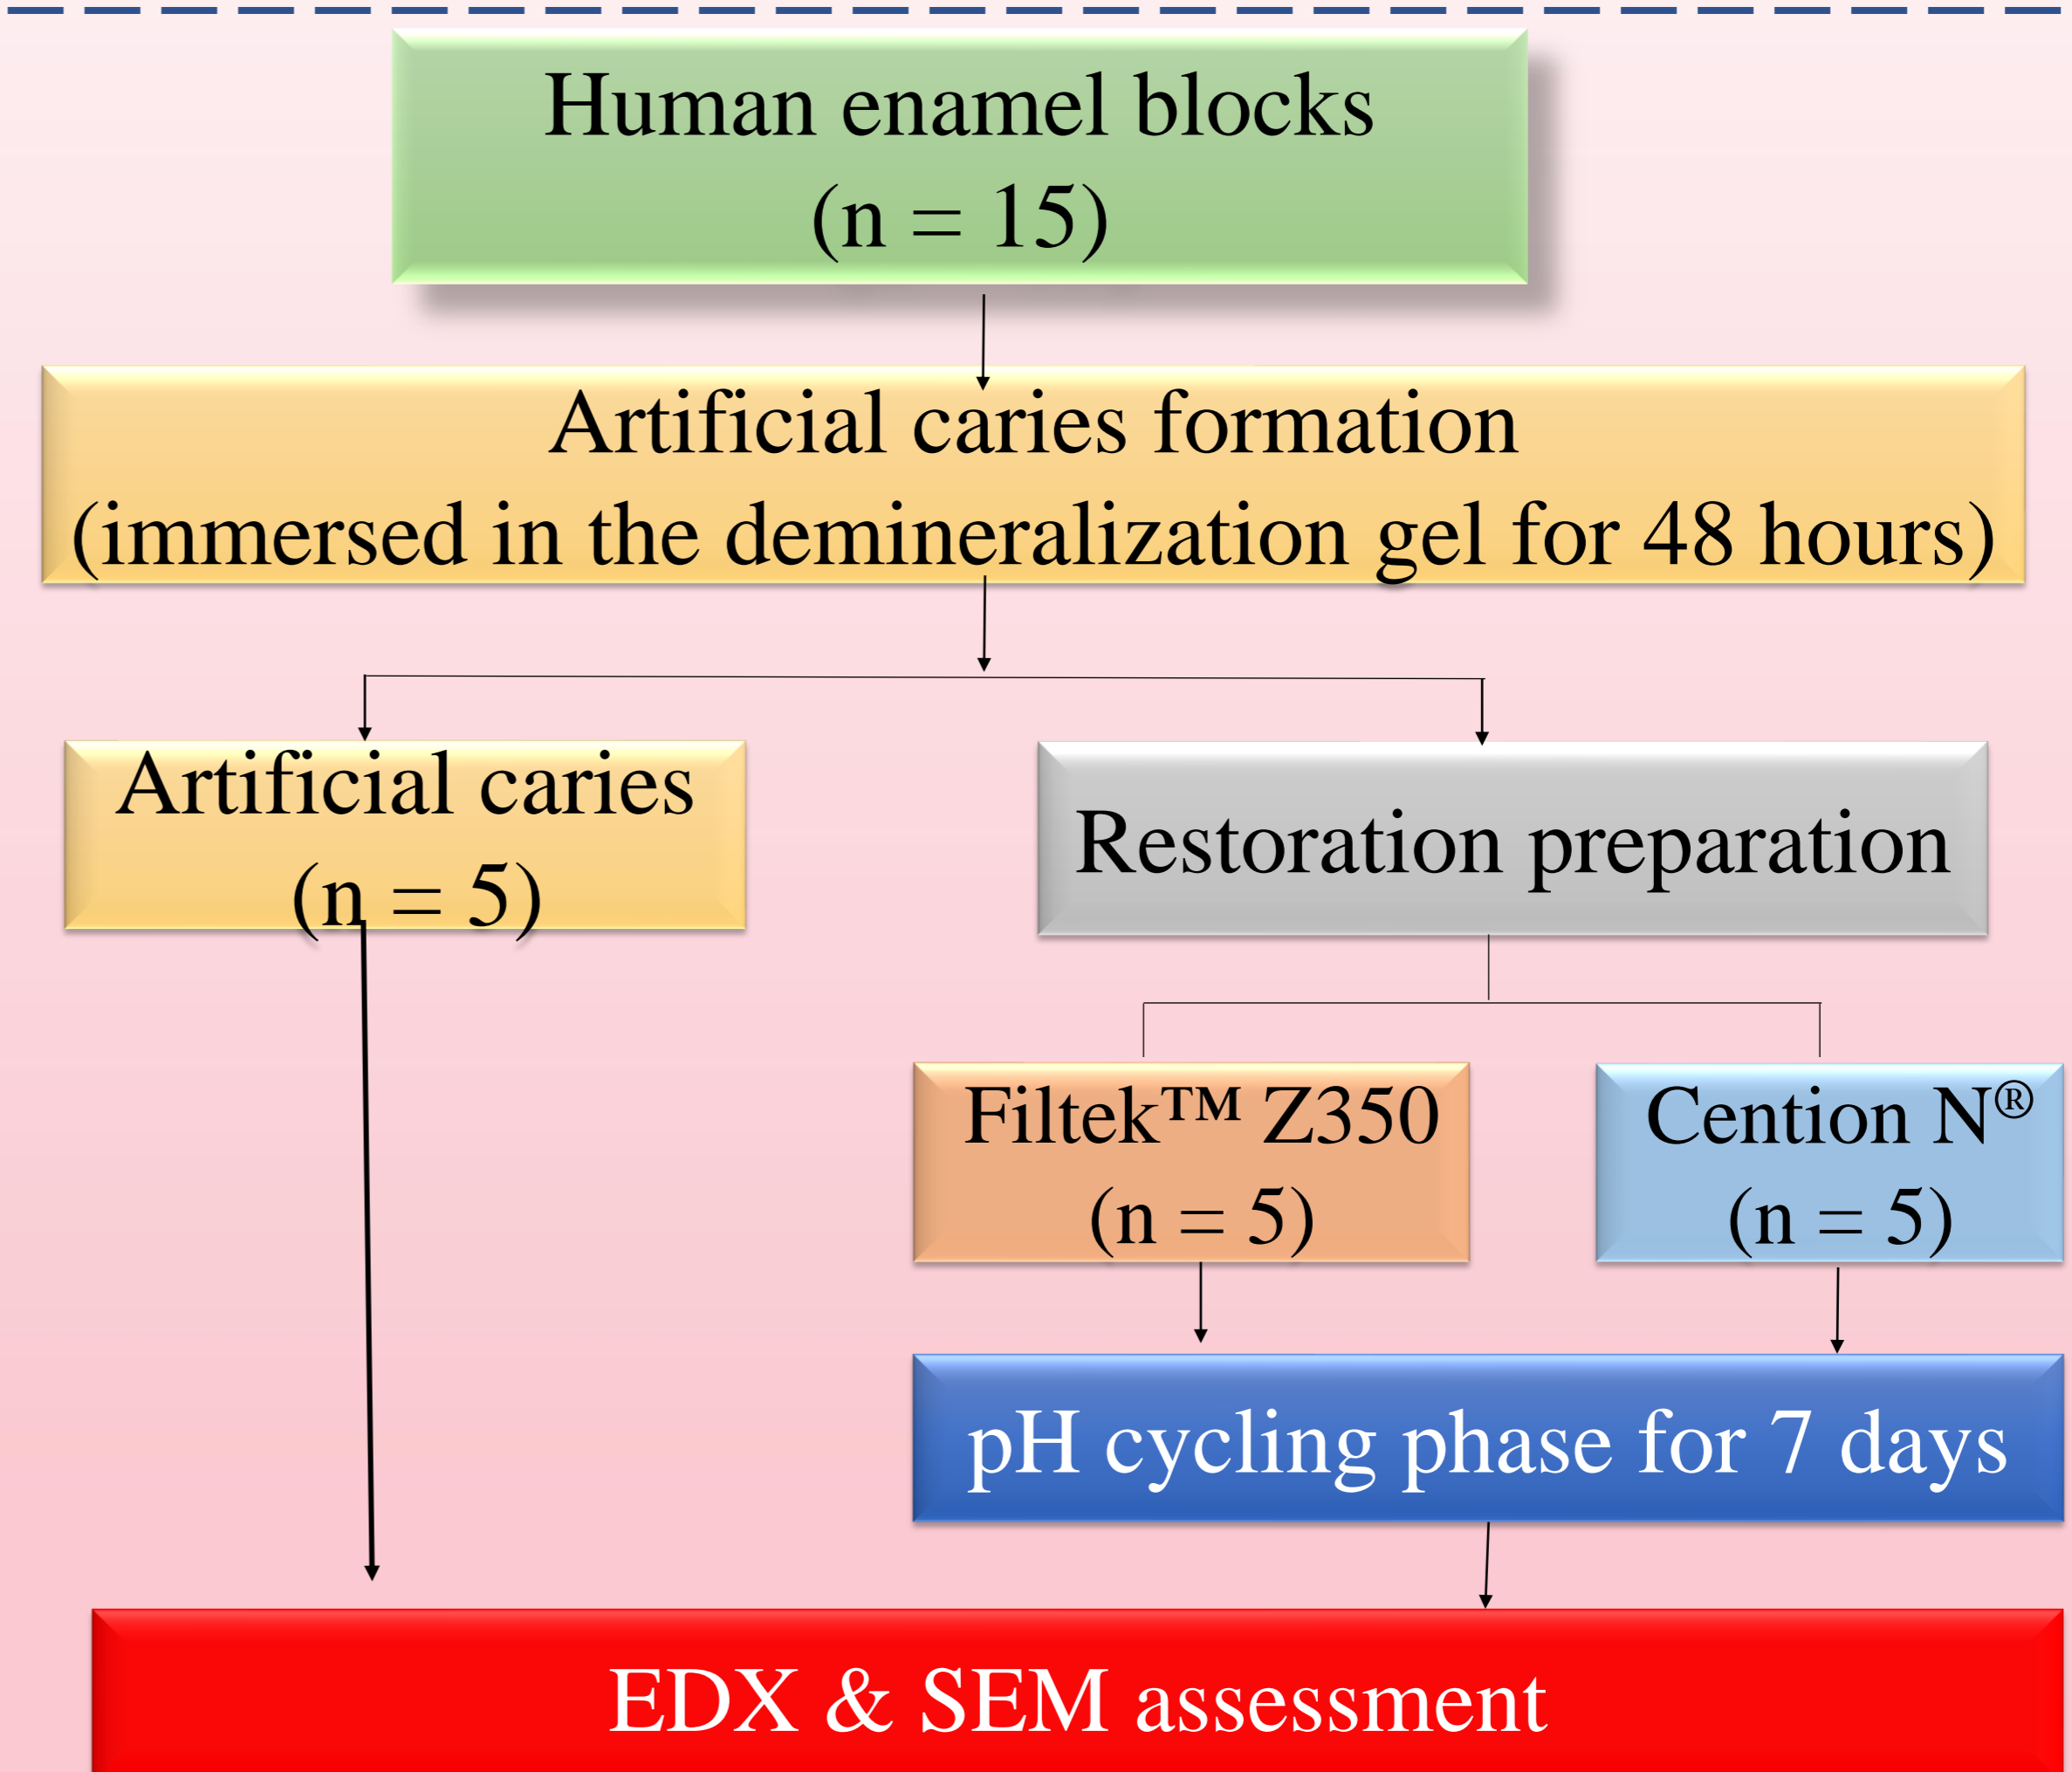 Human enamel blocks
(n = 15)
Artificial caries formation
(immersed in the demineralization gel for 48 hours)
Artificial caries
(n = 5)
Restoration preparation
Filtek™ Z350
(n = 5)
Cention N®
(n = 5)
pH cycling phase for 7 days
EDX & SEM assessment